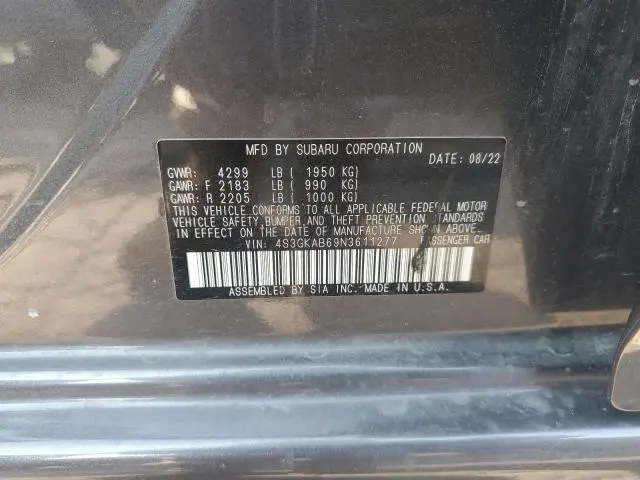 MFD BY SUBARU CORPORATION
DATE: 08/22
GVWR: 4299 LB ( 1950 KG)
GAWR: F 2183 LB ( 990 KG)
GAWR: R 2205 LB ( 1000 KG)
THIS VEHICLE CONFORMS TO ALL APPLICABLE FEDERAL MOTOR
VEHICLE SAFETY, BUMPER, AND THEFT PREVENTION STANDARDS
IN EFFECT ON THE DATE OF MANUFACTURE SHOWN ABOVE.
VIN: 4S3GKAB69N3611277 PASSENGER CAR
ASSEMBLED BY SIA INC. MADE IN U.S.A.